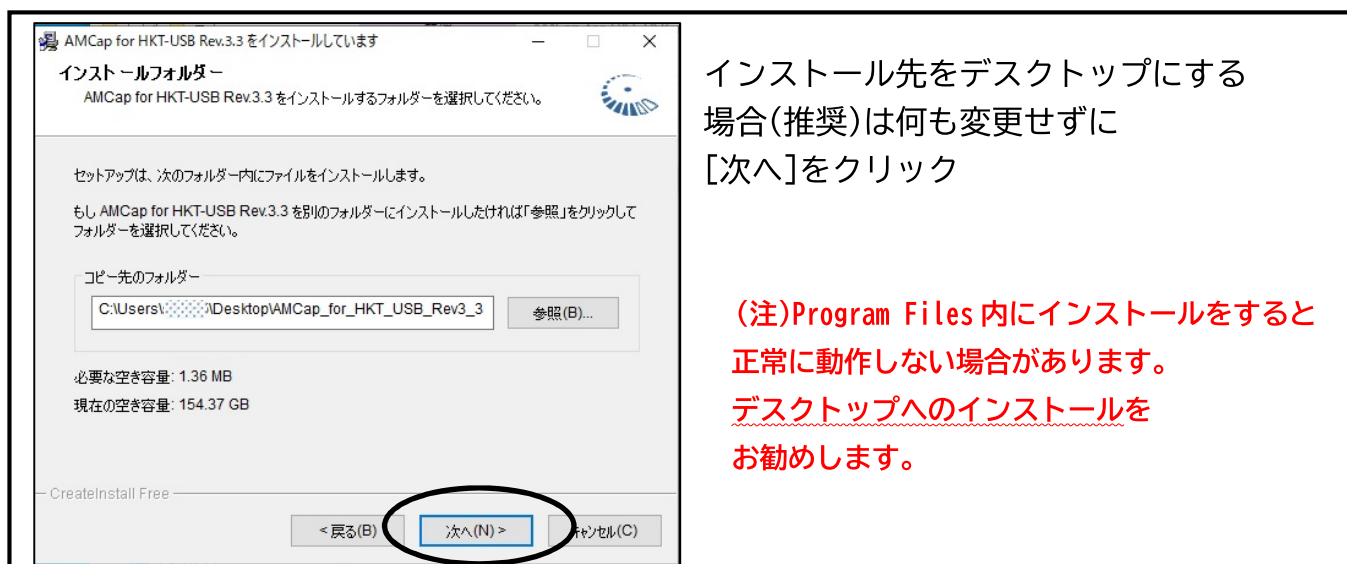 AMCap for HKT-USB Rev.3.3 をインストールしています
インストールフォルダー
AMCap for HKT-USB Rev.3.3 をインストールするフォルダーを選択してください。
セットアップは、次のフォルダー内にファイルをインストールします。
もし AMCap for HKT-USB Rev.3.3 を別のフォルダーにインストールしたければ「参照」をクリックして
フォルダーを選択してください。
コピー先のフォルダー
C:\Users\ \Desktop\AMCap_for_HKT_USB_Rev3_3
参照(B)...
必要な空き容量: 1.36 MB
現在の空き容量: 154.37 GB
CreateInstall Free
<戻る(B)
次へ(N) >
キャンセル(C)
インストール先をデスクトップにする
場合(推奨)は何も変更せずに
[次へ]をクリック
(注)Program Files 内にインストールをすると
正常に動作しない場合があります。
デスクトップへのインストールを
お勧めします。